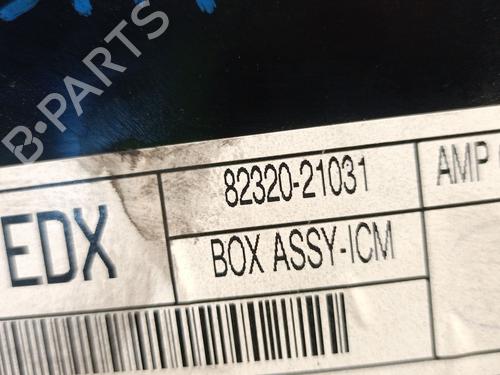 B·PARTS
EDX
82320-21031
AMP
BOX ASSY-ICM